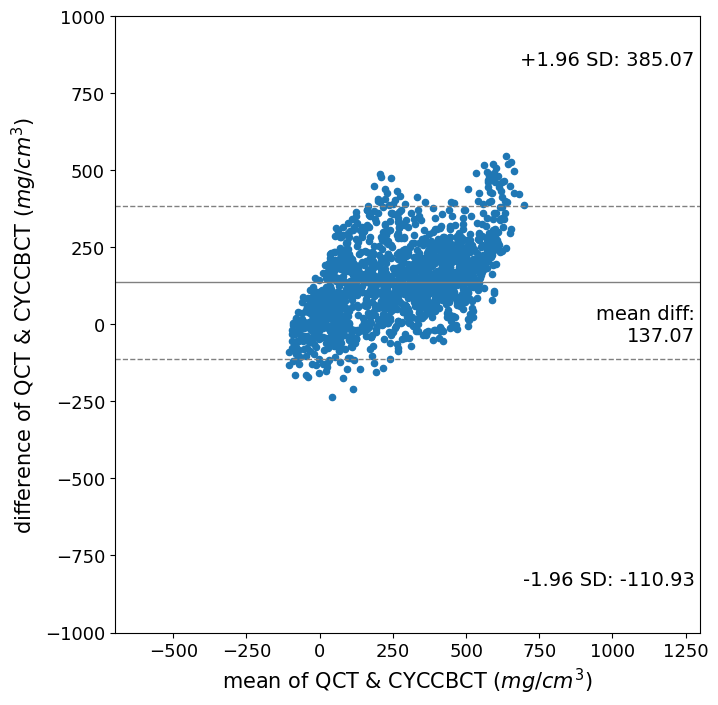 1000
750
500
250
0
−250
−500
−750
−1000
difference of QCT & CYCCBCT (mg/cm³)
+1.96 SD: 385.07
mean diff:
137.07
-1.96 SD: -110.93
−500 −250 0 250 500 750 1000 1250
mean of QCT & CYCCBCT (mg/cm³)